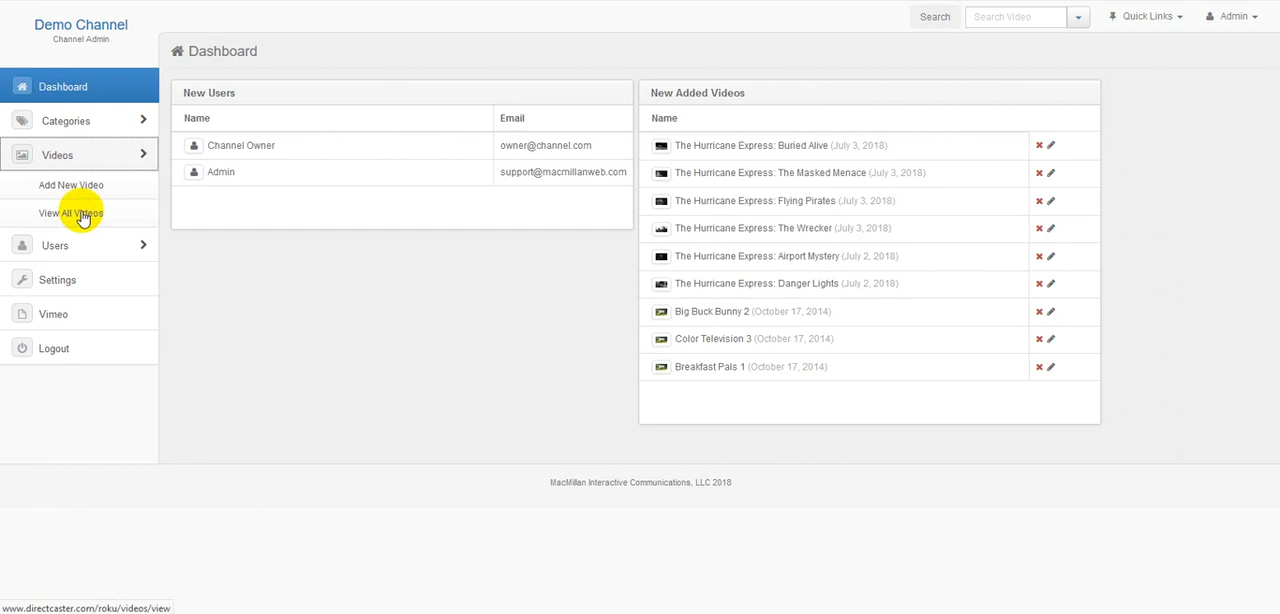 Demo Channel
Channel Admin
Search
Search Video
Quick Links
Admin
Dashboard
Dashboard
Categories
Videos
Add New Video
View All Videos
Users
Settings
Vimeo
Logout
New Users
Name Email
Channel Owner owner@channel.com
Admin support@macmillanweb.com
New Added Videos
Name
The Hurricane Express: Buried Alive (July 3, 2018)
The Hurricane Express: The Masked Menace (July 3, 2018)
The Hurricane Express: Flying Pirates (July 3, 2018)
The Hurricane Express: The Wrecker (July 3, 2018)
The Hurricane Express: Airport Mystery (July 2, 2018)
The Hurricane Express: Danger Lights (July 2, 2018)
Big Buck Bunny 2 (October 17, 2014)
Color Television 3 (October 17, 2014)
Breakfast Pals 1 (October 17, 2014)
MacMillan Interactive Communications, LLC 2018
www.directcaster.com/roku/videos/view